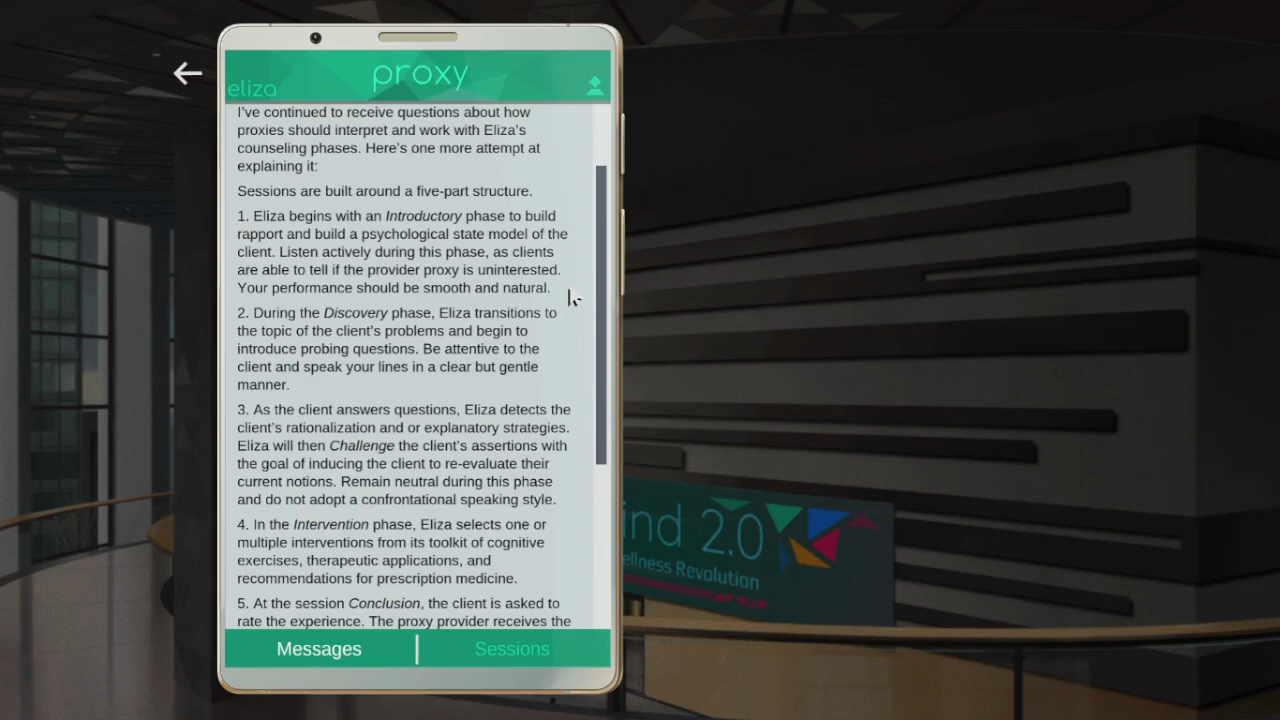 proxy
eliza
I've continued to receive questions about how
proxies should interpret and work with Eliza's
counseling phases. Here's one more attempt at
explaining it:
Sessions are built around a five-part structure.
1. Eliza begins with an Introductory phase to build
rapport and build a psychological state model of the
client. Listen actively during this phase, as clients
are able to tell if the provider proxy is uninterested.
Your performance should be smooth and natural.
2. During the Discovery phase, Eliza transitions to
the topic of the client's problems and begin to
introduce probing questions. Be attentive to the
client and speak your lines in a clear but gentle
manner.
3. As the client answers questions, Eliza detects the
client's rationalization and or explanatory strategies.
Eliza will then Challenge the client's assertions with
the goal of inducing the client to re-evaluate their
current notions. Remain neutral during this phase
and do not adopt a confrontational speaking style.
4. In the Intervention phase, Eliza selects one or
multiple interventions from its toolkit of cognitive
exercises, therapeutic applications, and
recommendations for prescription medicine.
5. At the session Conclusion, the client is asked to
rate the experience. The proxy provider receives the
Messages
Sessions
ind 2.0
ellness Revolution